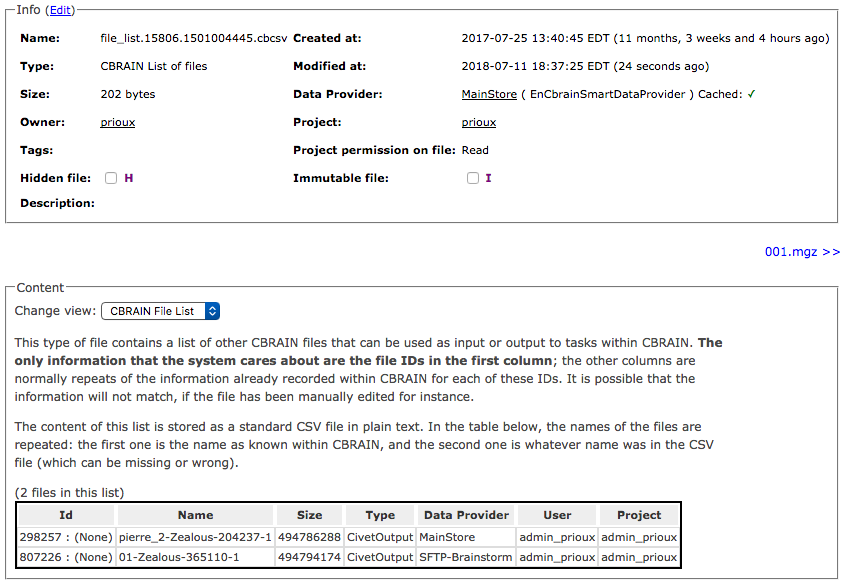 Info (Edit)
Name: file_list.15806.1501004445.cbcsv Created at: 2017-07-25 13:40:45 EDT (11 months, 3 weeks and 4 hours ago)
Type: CBRAIN List of files Modified at: 2018-07-11 18:37:25 EDT (24 seconds ago)
Size: 202 bytes Data Provider: MainStore ( EnCbrainSmartDataProvider ) Cached: ✓
Owner: prioux Project: prioux
Tags: Project permission on file: Read
Hidden file: H Immutable file: I
Description:
001.mgz >>
Content
Change view: CBRAIN File List
This type of file contains a list of other CBRAIN files that can be used as input or output to tasks within CBRAIN. The
only information that the system cares about are the file IDs in the first column; the other columns are
normally repeats of the information already recorded within CBRAIN for each of these IDs. It is possible that the
information will not match, if the file has been manually edited for instance.
The content of this list is stored as a standard CSV file in plain text. In the table below, the names of the files are
repeated: the first one is the name as known within CBRAIN, and the second one is whatever name was in the CSV
file (which can be missing or wrong).
(2 files in this list)
Id Name Size Type Data Provider User Project
298257 : (None) pierre_2-Zealous-204237-1 494786288 CivetOutput MainStore admin_prioux admin_prioux
807226 : (None) 01-Zealous-365110-1 494794174 CivetOutput SFTP-Brainstorm admin_prioux admin_prioux